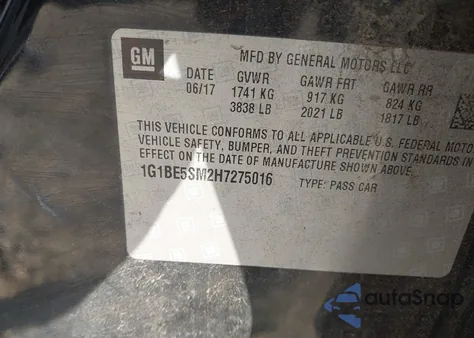 GM
MFD BY GENERAL MOTORS LLC
DATE GVWR GAWR FRT GAWR RR
06/17 1741 KG 917 KG 824 KG
3838 LB 2021 LB 1817 LB
THIS VEHICLE CONFORMS TO ALL APPLICABLE U.S. FEDERAL MOTOR
VEHICLE SAFETY, BUMPER, AND THEFT PREVENTION STANDARDS IN
EFFECT ON THE DATE OF MANUFACTURE SHOWN ABOVE.
1G1BE5SM2H7275016 TYPE: PASS CAR
autoSnap